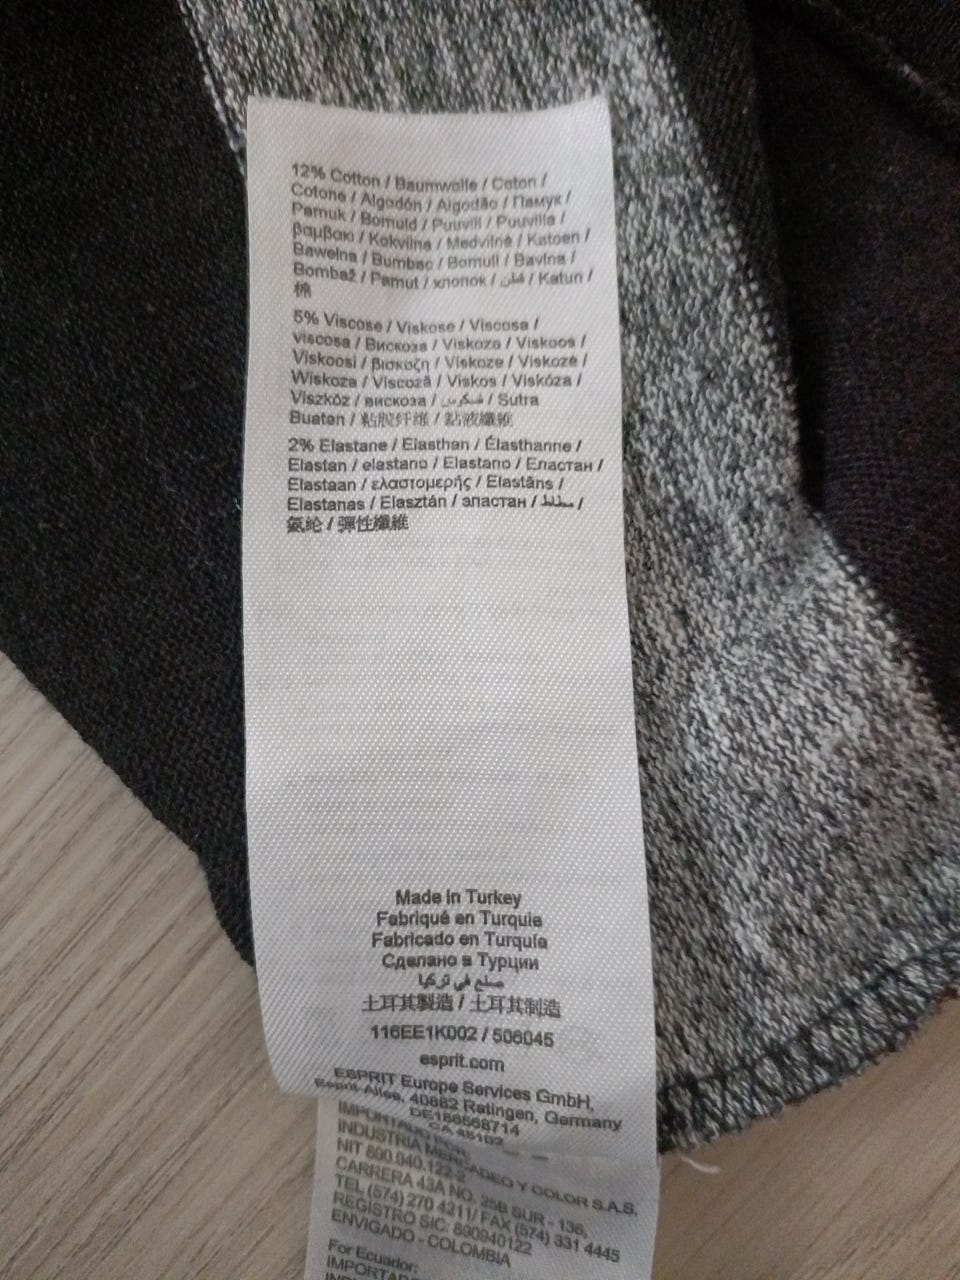 12% Cotton / Baumwolle / Coton /
Cotone / Algodón / Algodão / Памук /
Pamuk / Bomuld / Puuvill / Puuvilla /
βαμβακι / Kokvilna / Medvilnė / Katoen /
Bawełna / Bumbac / Bomull / Bavlna /
Bombaž / Pamut / хлопок / قطن / Katun /
棉
5% Viscose / Viskose / Viscosa /
viscosa / Вискоза / Viskoza / Viskoos /
Viskoosi / βισκοζη / Viskoze / Viskozė /
Wiskoza / Viscoză / Viskos / Viskóza /
Viszkóz / вискоза / فسكوس / Sutra
Buatan / 粘胶纤维 / 黏液纖維
2% Elastane / Elasthan / Élasthanne /
Elastan / elastano / Elastano / Еластан /
Elastaan / ελαστομερής / Elastāns /
Elastanas / Elasztán / эластан / مطاط /
氨纶 / 彈性纖維
Made in Turkey
Fabriqué en Turquie
Fabricado en Turquía
Сделано в Турции
صنع في تركيا
土耳其製造 / 土耳其制造
116EE1K002 / 506045
esprit.com
ESPRIT Europe Services GmbH,
Esprit-Allee, 40882 Ratingen, Germany
DE186568714
CA 45102
IMPORTADO POR:
INDUSTRIA MERCADEO Y COLOR S.A.S.
NIT 890.940.122-2
CARRERA 43A NO. 25B SUR - 136,
TEL (574) 270 4211/ FAX (574) 331 4445
REGISTRO SIC: 890940122
ENVIGADO - COLOMBIA
For Ecuador: